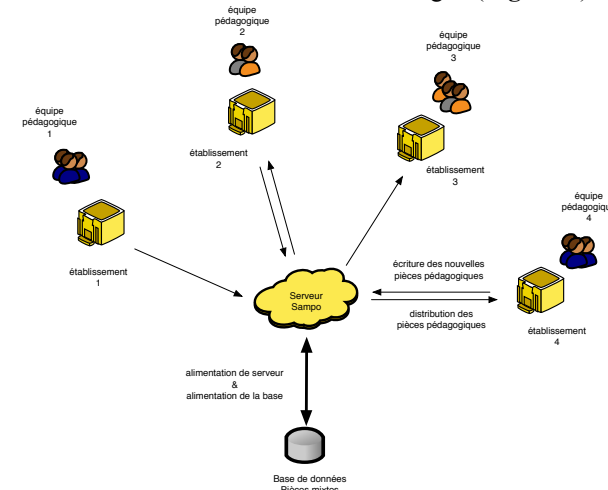 équipe
pédagogique
2
équipe
pédagogique
3
équipe
pédagogique
1
établissement
2
établissement
3
équipe
4
établissement
1
écriture des nouvelles
pièces pédagogiques
Serveur
Sampo
distribution des
pièces pédagogiques
établissement
4
alimentation de serveur
&
alimentation de la base
Base de données
Pièces mixtes